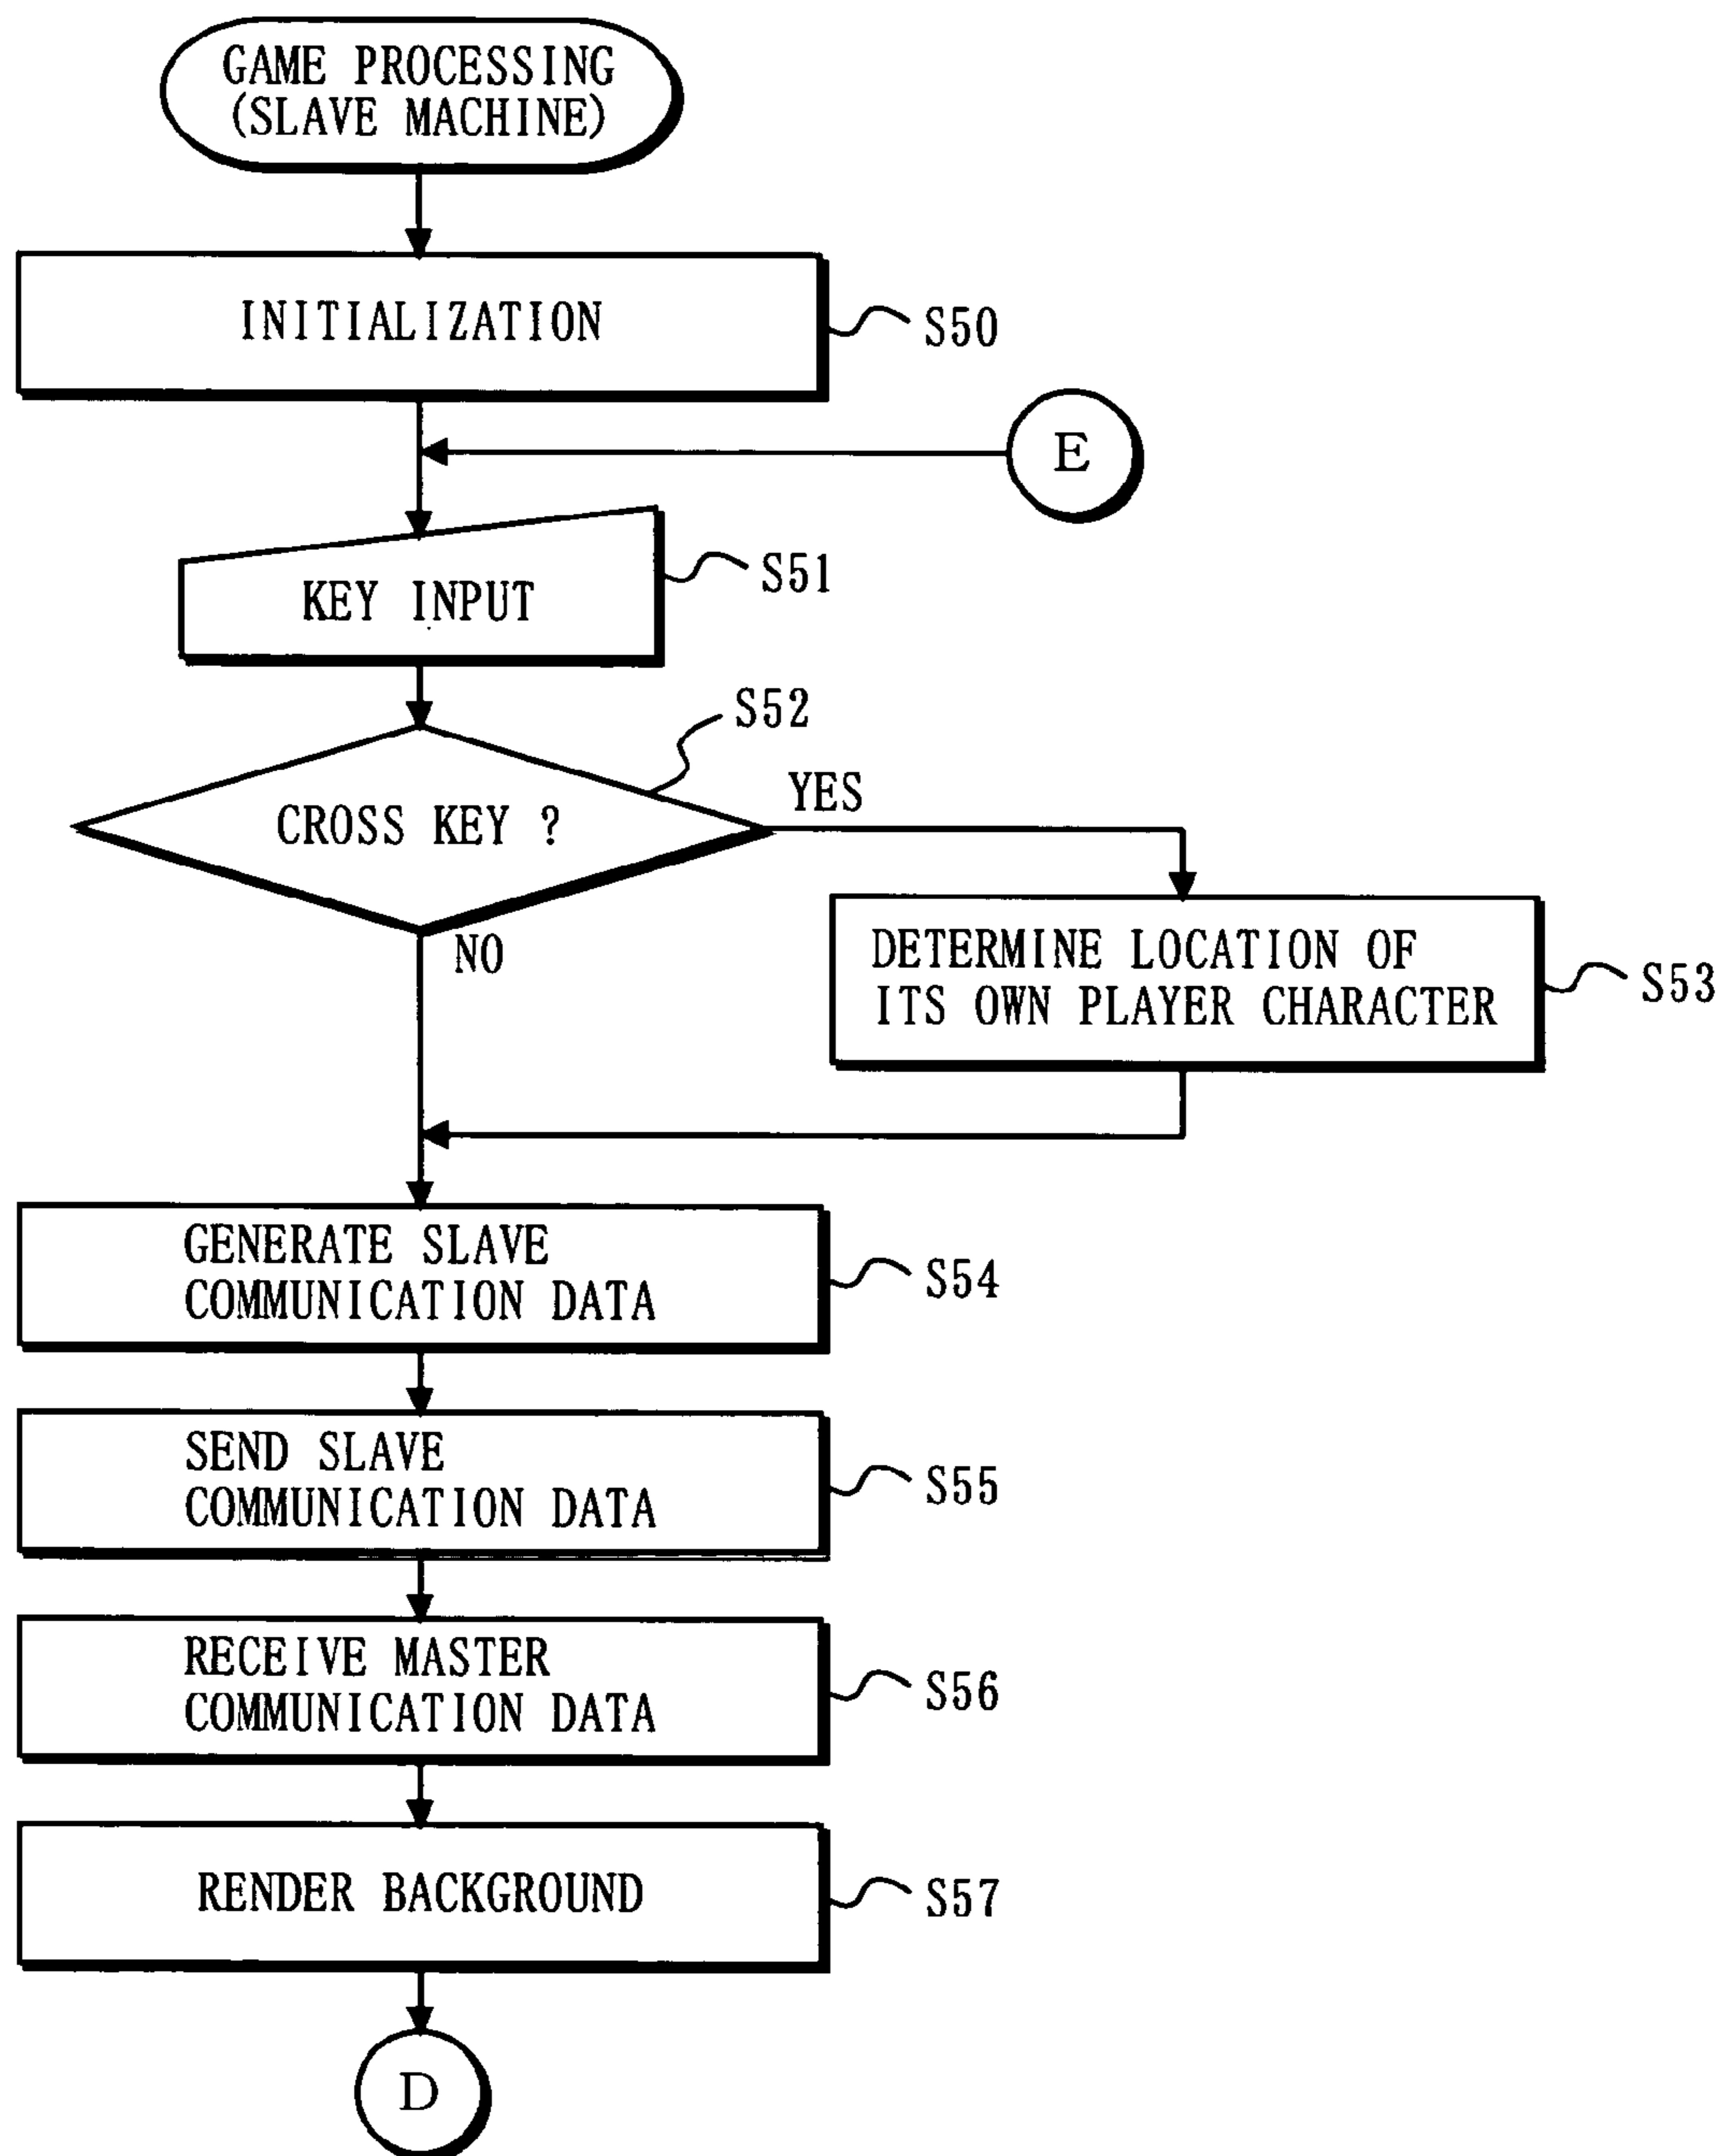 GAME PROCESSING
(SLAVE MACHINE)
INITIALIZATION
S50
E
KEY INPUT
S51
S52
CROSS KEY ?
YES
NO
DETERMINE LOCATION OF
ITS OWN PLAYER CHARACTER
S53
GENERATE SLAVE
COMMUNICATION DATA
S54
SEND SLAVE
COMMUNICATION DATA
S55
RECEIVE MASTER
COMMUNICATION DATA
S56
RENDER BACKGROUND
S57
D